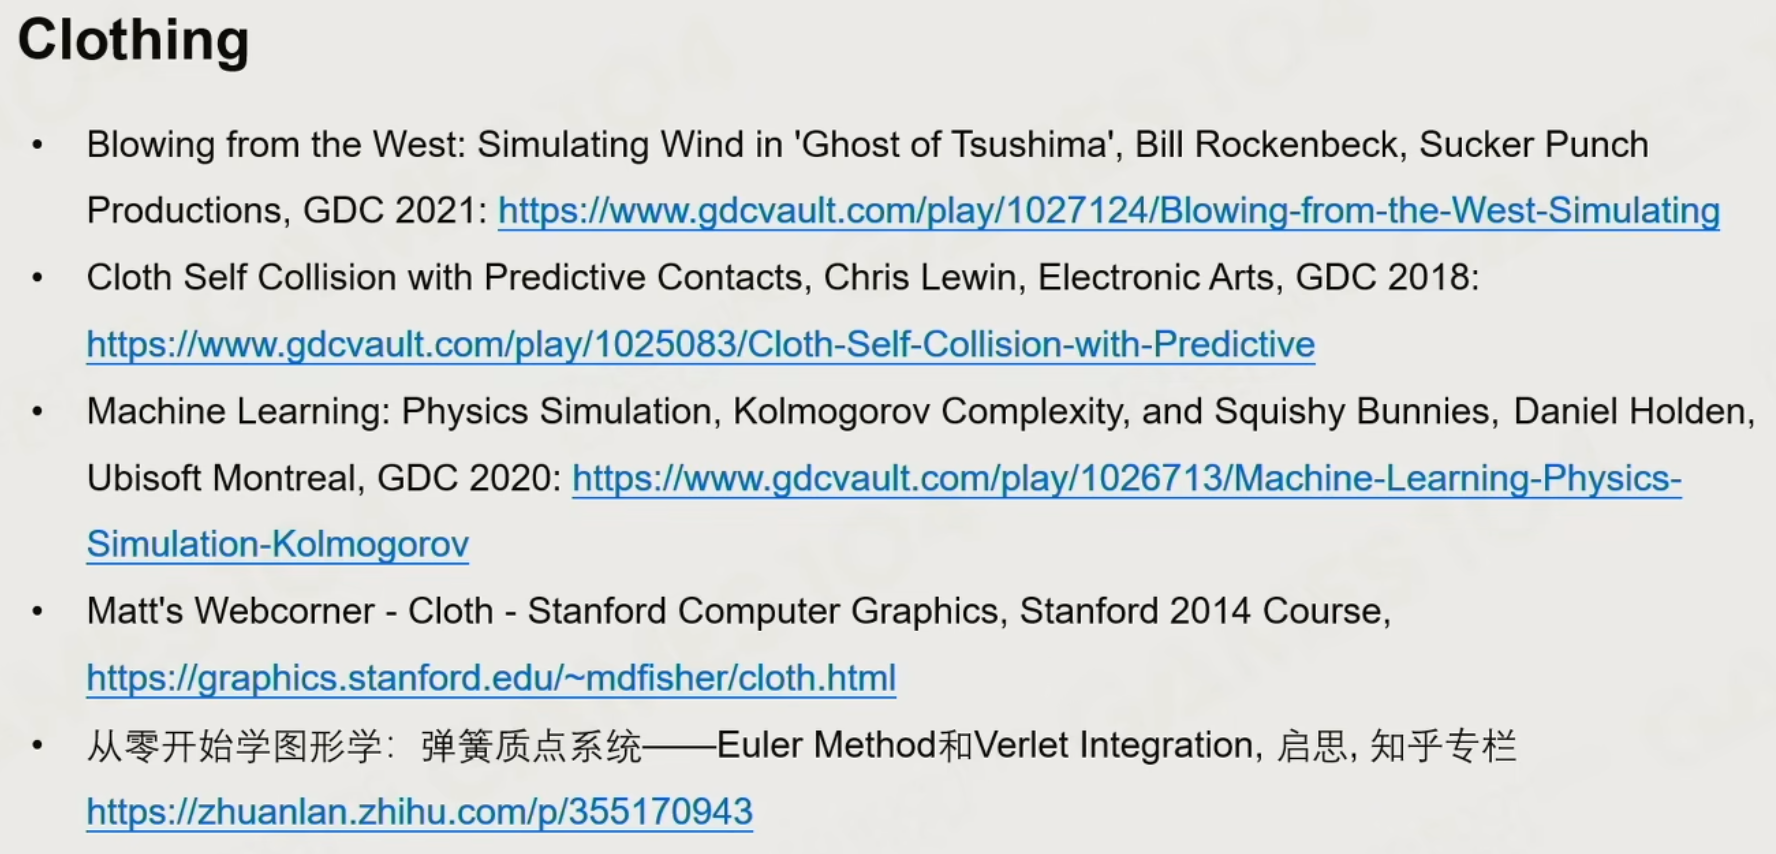 Clothing
• Blowing from the West: Simulating Wind in 'Ghost of Tsushima', Bill Rockenbeck, Sucker Punch
Productions, GDC 2021: https://www.gdcvault.com/play/1027124/Blowing-from-the-West-Simulating
• Cloth Self Collision with Predictive Contacts, Chris Lewin, Electronic Arts, GDC 2018:
https://www.gdcvault.com/play/1025083/Cloth-Self-Collision-with-Predictive
• Machine Learning: Physics Simulation, Kolmogorov Complexity, and Squishy Bunnies, Daniel Holden,
Ubisoft Montreal, GDC 2020: https://www.gdcvault.com/play/1026713/Machine-Learning-Physics-
Simulation-Kolmogorov
• Matt's Webcorner - Cloth - Stanford Computer Graphics, Stanford 2014 Course,
https://graphics.stanford.edu/~mdfisher/cloth.html
• 从零开始学图形学：弹簧质点系统——Euler Method和Verlet Integration, 启思, 知乎专栏
https://zhuanlan.zhihu.com/p/355170943